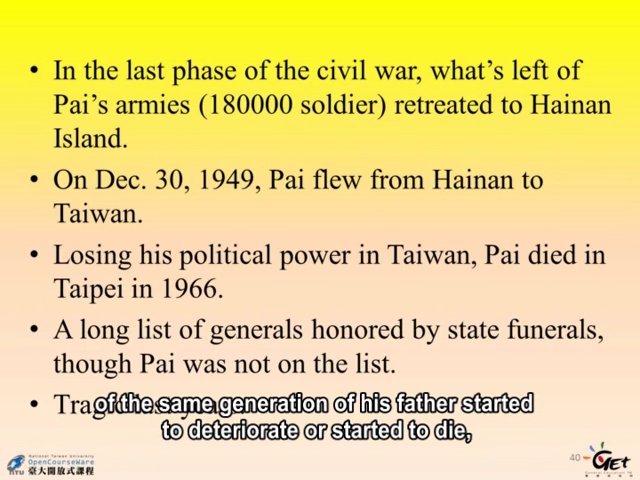 • In the last phase of the civil war, what's left of
Pai's armies (180000 soldier) retreated to Hainan
Island.
• On Dec. 30, 1949, Pai flew from Hainan to
Taiwan.
• Losing his political power in Taiwan, Pai died in
Taipei in 1966.
• A long list of generals honored by state funerals,
though Pai was not on the list.
of the same generation of his father started
to deteriorate or started to die,
National Taiwan University
OpenCourseWare
NTU 臺大開放式課程
40
GET